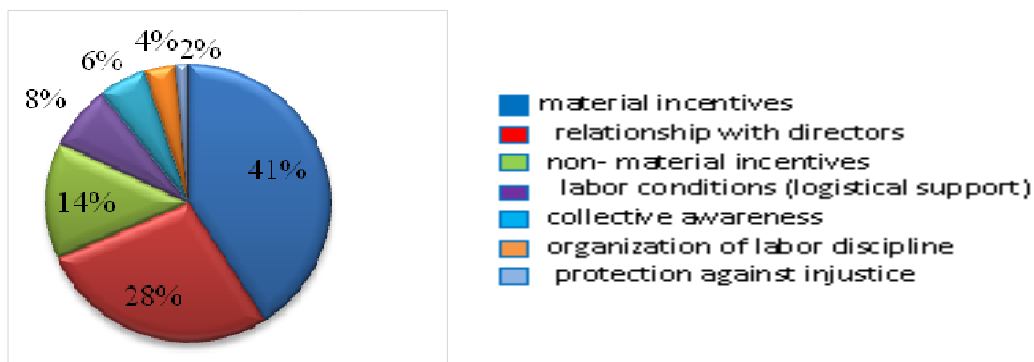 4%
2%
6%
8%
41%
14%
28%
material incentives
relationship with directors
non- material incentives
labor conditions (logistical support)
collective awareness
organization of labor discipline
protection against injustice